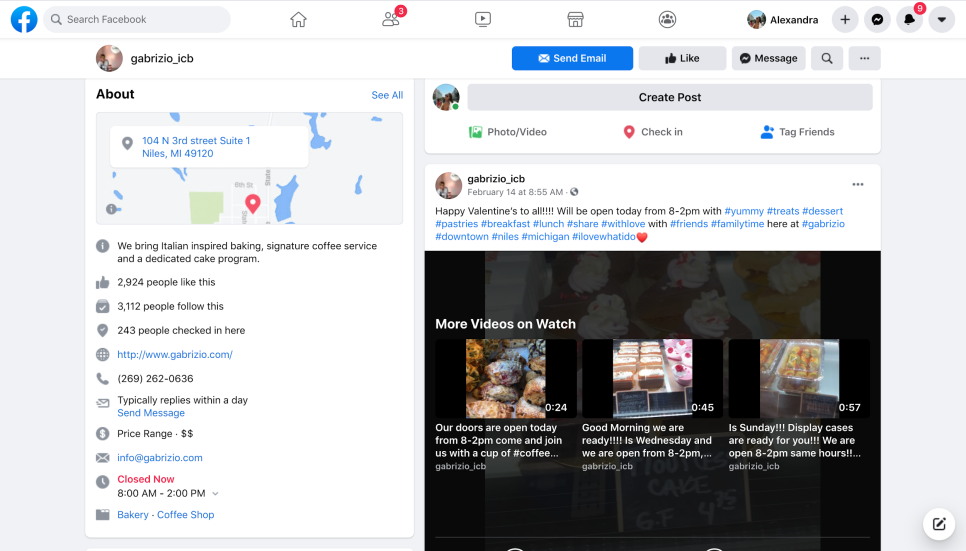 Search Facebook
3
Alexandra
9
gabrizio_icb
Send Email
Like
Message
About
See All
104 N 3rd street Suite 1
Niles, MI 49120
6th St
State
We bring Italian inspired baking, signature coffee service
and a dedicated cake program.
2,924 people like this
3,112 people follow this
243 people checked in here
http://www.gabrizio.com/
(269) 262-0636
Typically replies within a day
Send Message
Price Range · $$
info@gabrizio.com
Closed Now
8:00 AM - 2:00 PM
Bakery · Coffee Shop
Create Post
Photo/Video
Check in
Tag Friends
gabrizio_icb
February 14 at 8:55 AM ·
Happy Valentine's to all!!!! Will be open today from 8-2pm with #yummy #treats #dessert
#pastries #breakfast #lunch #share #withlove with #friends #familytime here at #gabrizio
#downtown #niles #michigan #ilovewhatido❤️
More Videos on Watch
0:24
0:45
0:57
Our doors are open today
from 8-2pm come and join
us with a cup of #coffee...
gabrizio_icb
Good Morning we are
ready!!!! Is Wednesday and
we are open from 8-2pm,...
gabrizio_icb
Is Sunday!!! Display cases
are ready for you!!! We are
open 8-2pm same hours!!...
gabrizio_icb
CAKE
G.F 4.75